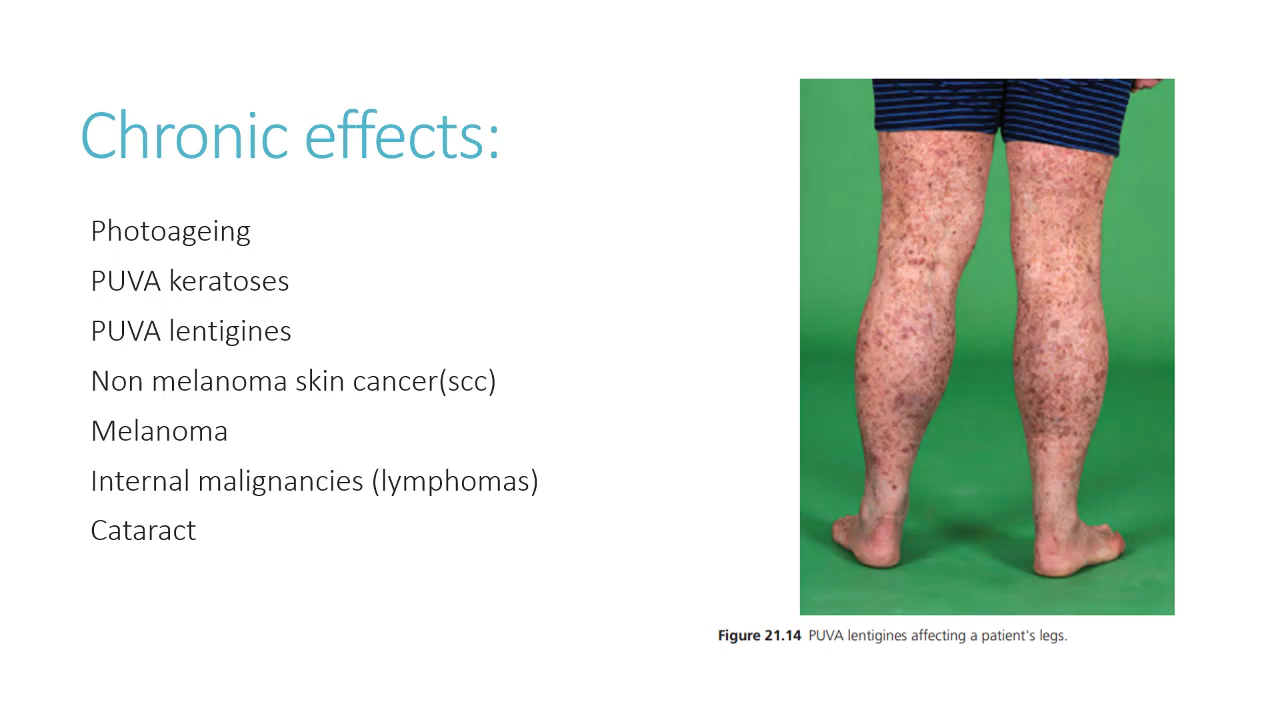 Chronic effects:
Photoageing
PUVA keratoses
PUVA lentigines
Non melanoma skin cancer(scc)
Melanoma
Internal malignancies (lymphomas)
Cataract
Figure 21.14 PUVA lentigines affecting a patient's legs.